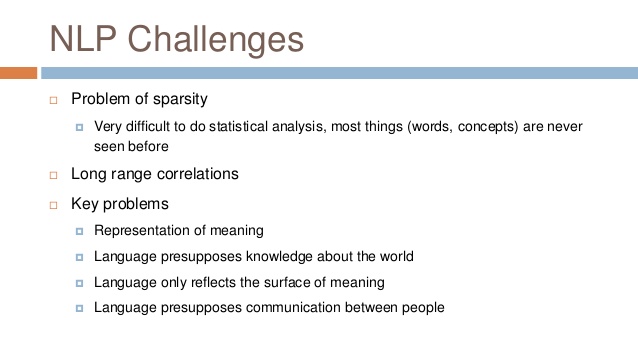 NLP Challenges
Problem of sparsity
Very difficult to do statistical analysis, most things (words, concepts) are never
seen before
Long range correlations
Key problems
Representation of meaning
Language presupposes knowledge about the world
Language only reflects the surface of meaning
Language presupposes communication between people